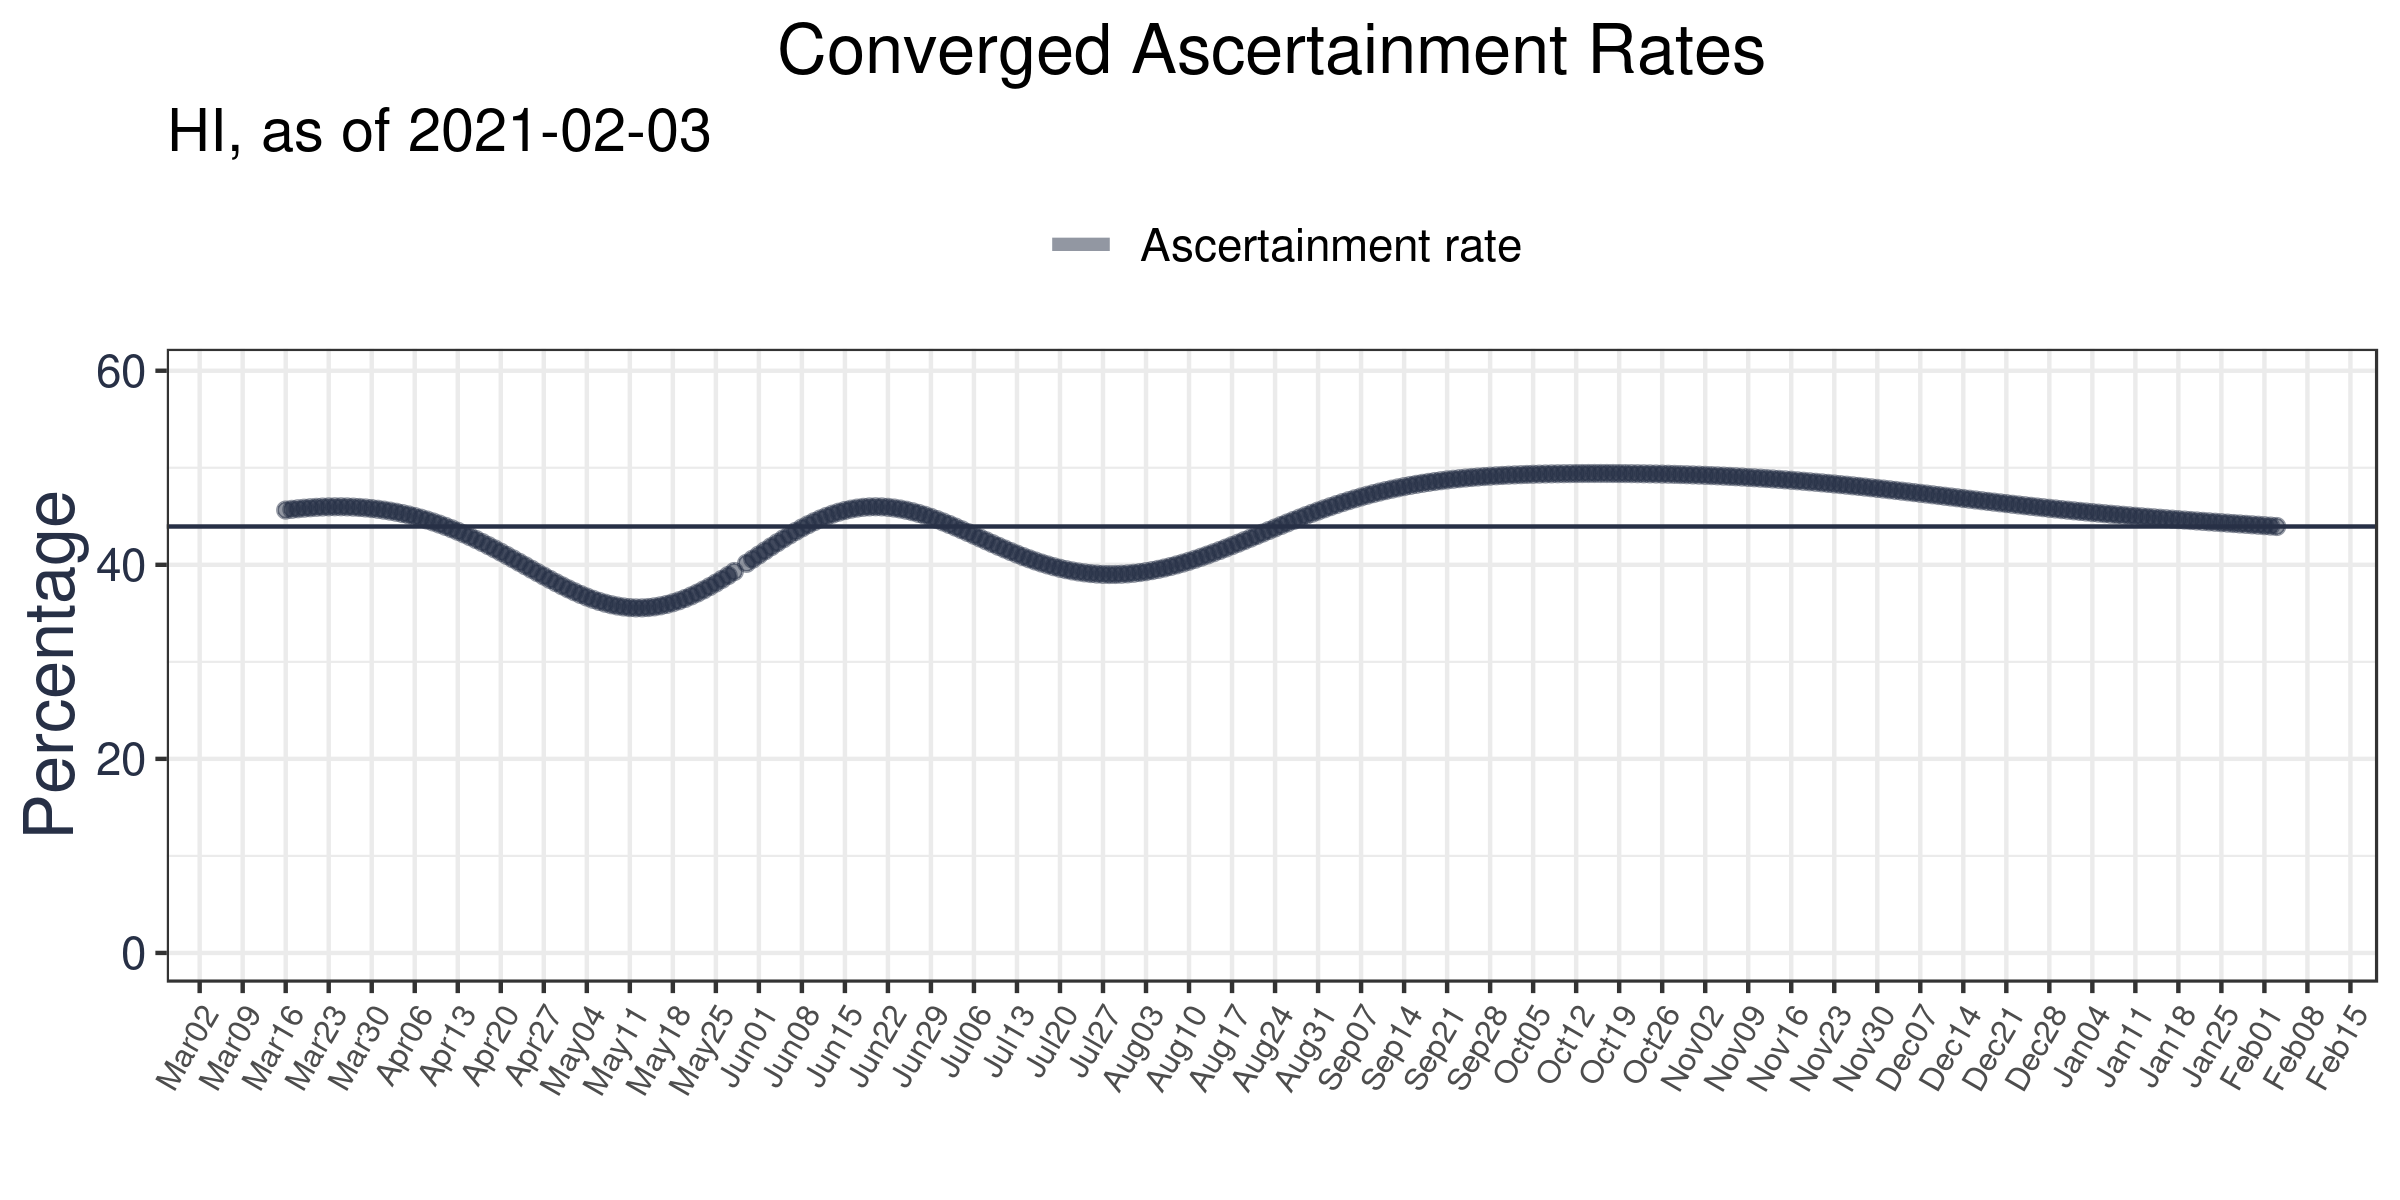 Converged Ascertainment Rates
HI, as of 2021-02-03
Ascertainment rate
Percentage
60
40
20
0
Mar02 Mar09 Mar16 Mar23 Mar30 Apr06 Apr13 Apr20 Apr27 May04 May11 May18 May25 Jun01 Jun08 Jun15 Jun22 Jun29 Jul06 Jul13 Jul20 Jul27 Aug03 Aug10 Aug17 Aug24 Aug31 Sep07 Sep14 Sep21 Sep28 Oct05 Oct12 Oct19 Oct26 Nov02 Nov09 Nov16 Nov23 Nov30 Dec07 Dec14 Dec21 Dec28 Jan04 Jan11 Jan18 Jan25 Feb01 Feb08 Feb15